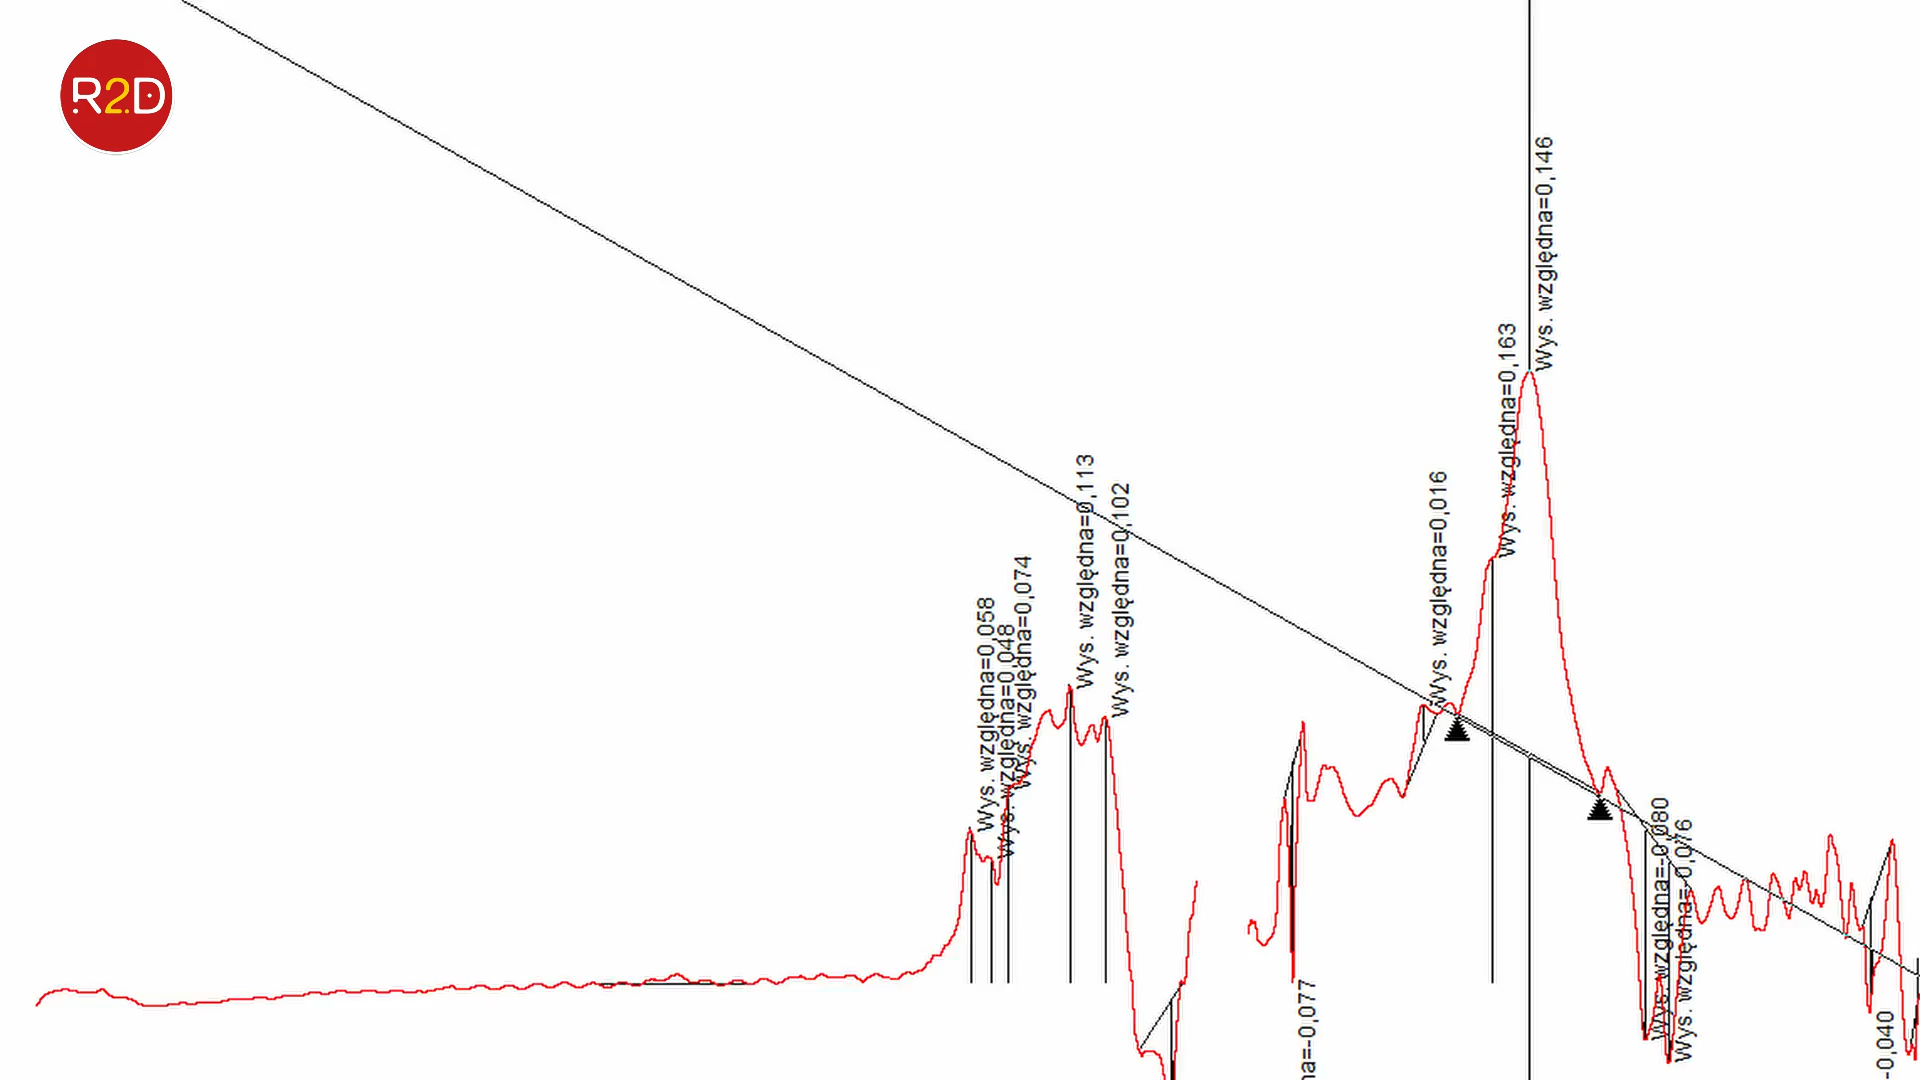 R2D
Wys. względna=0,058
Wys. względna=0,048
Wys. względna=0,074
Wys. względna=0,113
Wys. względna=0,102
na=-0,077
Wys. względna=0,016
Wys. względna=0,163
Wys. względna=0,146
Wys. względna=-0,080
Wys. względna=-0,076
-0,040